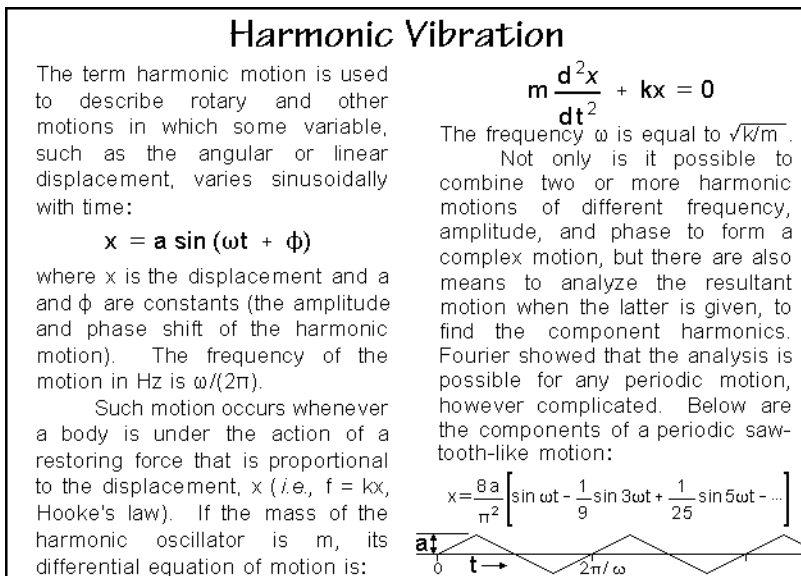 Harmonic Vibration
The term harmonic motion is used
to describe rotary and other
motions in which some variable,
such as the angular or linear
displacement, varies sinusoidally
with time:
x = a sin (ωt + ϕ)
where x is the displacement and a
and ϕ are constants (the amplitude
and phase shift of the harmonic
motion). The frequency of the
motion in Hz is ω/(2π).
Such motion occurs whenever
a body is under the action of a
restoring force that is proportional
to the displacement, x (i.e., f = kx,
Hooke's law). If the mass of the
harmonic oscillator is m, its
differential equation of motion is:
m d²x/dt² + kx = 0
The frequency ω is equal to √k/m .
Not only is it possible to
combine two or more harmonic
motions of different frequency,
amplitude, and phase to form a
complex motion, but there are also
means to analyze the resultant
motion when the latter is given, to
find the component harmonics.
Fourier showed that the analysis is
possible for any periodic motion,
however complicated. Below are
the components of a periodic saw-
tooth-like motion:
x = 8a/π² [sin ωt - 1/9 sin 3ωt + 1/25 sin 5ωt - ...]
a
0 t→ 2π/ω